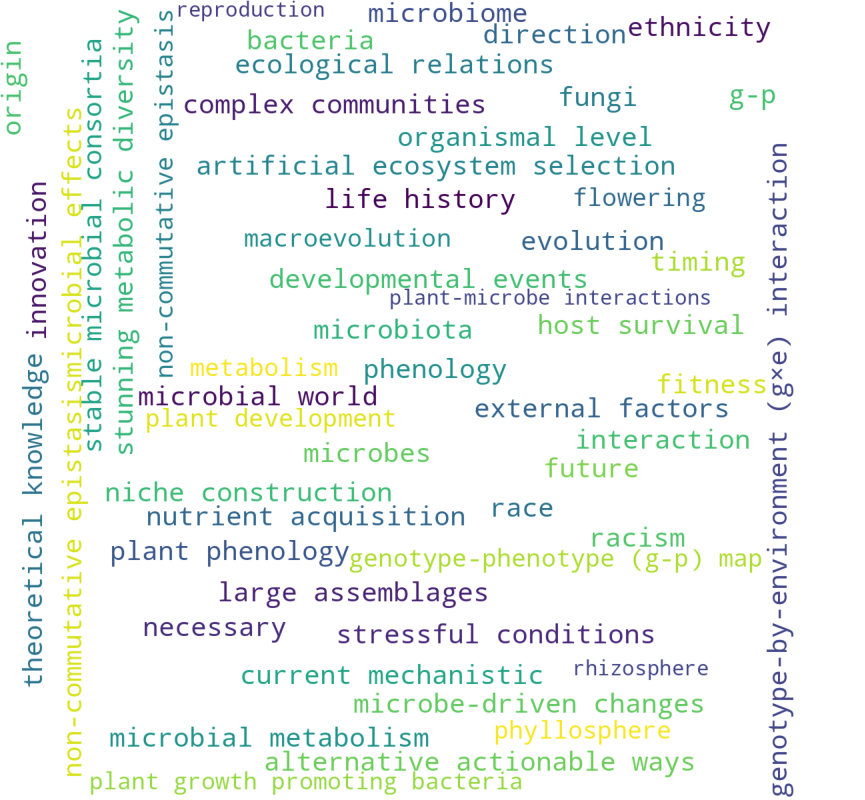 reproduction
microbiome
ethnicity
direction
bacteria
ecological relations
complex communities
fungi
g-p
organismal level
artificial ecosystem selection
life history
flowering
macroevolution
evolution
timing
developmental events
plant-microbe interactions
microbiota
host survival
metabolism
phenology
fitness
microbial world
plant development
external factors
interaction
microbes
future
niche construction
nutrient acquisition
race
racism
plant phenology
genotype-phenotype (g-p) map
large assemblages
necessary
stressful conditions
current mechanistic
rhizosphere
microbe-driven changes
phyllosphere
microbial metabolism
alternative actionable ways
plant growth promoting bacteria
origin
innovation
theoretical knowledge
microbial effects
non-commutative epistasis
stable microbial consortia
stunning metabolic diversity
non-commutative epistasis
genotype-by-environment (g×e) interaction